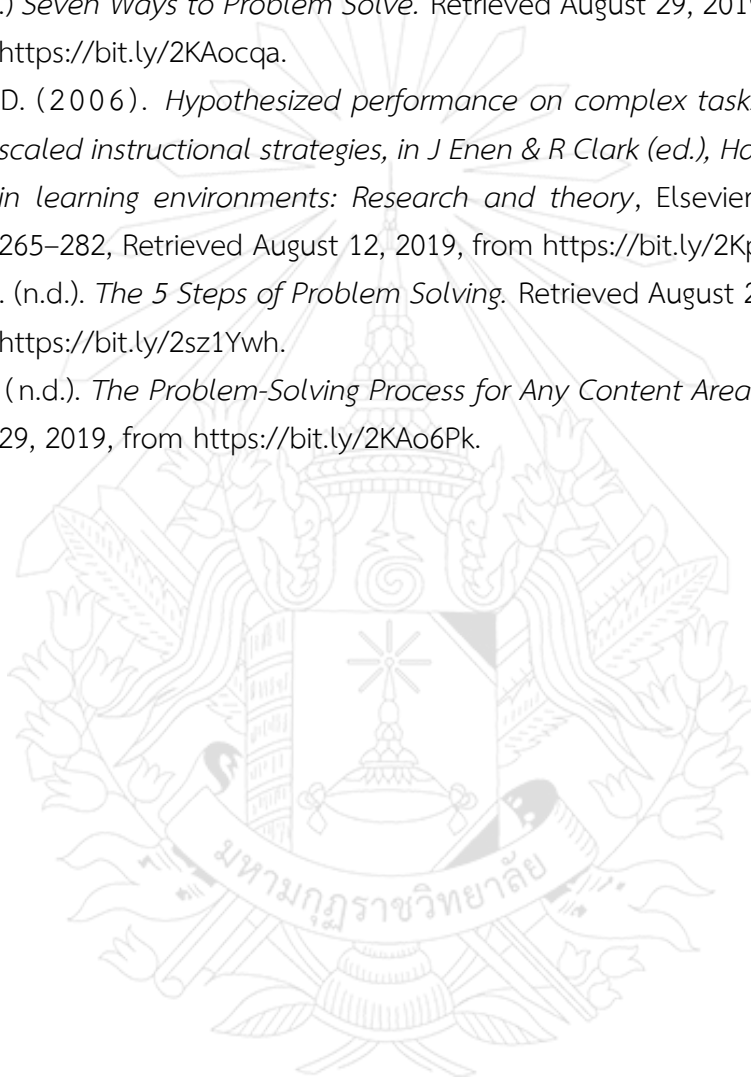 .) Seven Ways to Problem Solve. Retrieved August 29, 2019
https://bit.ly/2KAocqa.
D. (2006). Hypothesized performance on complex task
scaled instructional strategies, in J Enen & R Clark (ed.), Ha
in learning environments: Research and theory, Elsevier
265–282, Retrieved August 12, 2019, from https://bit.ly/2Kp
. (n.d.). The 5 Steps of Problem Solving. Retrieved August 2
https://bit.ly/2sz1Ywh.
(n.d.). The Problem-Solving Process for Any Content Area
29, 2019, from https://bit.ly/2KAo6Pk.
มหามกุฏราชวิทยาลัย